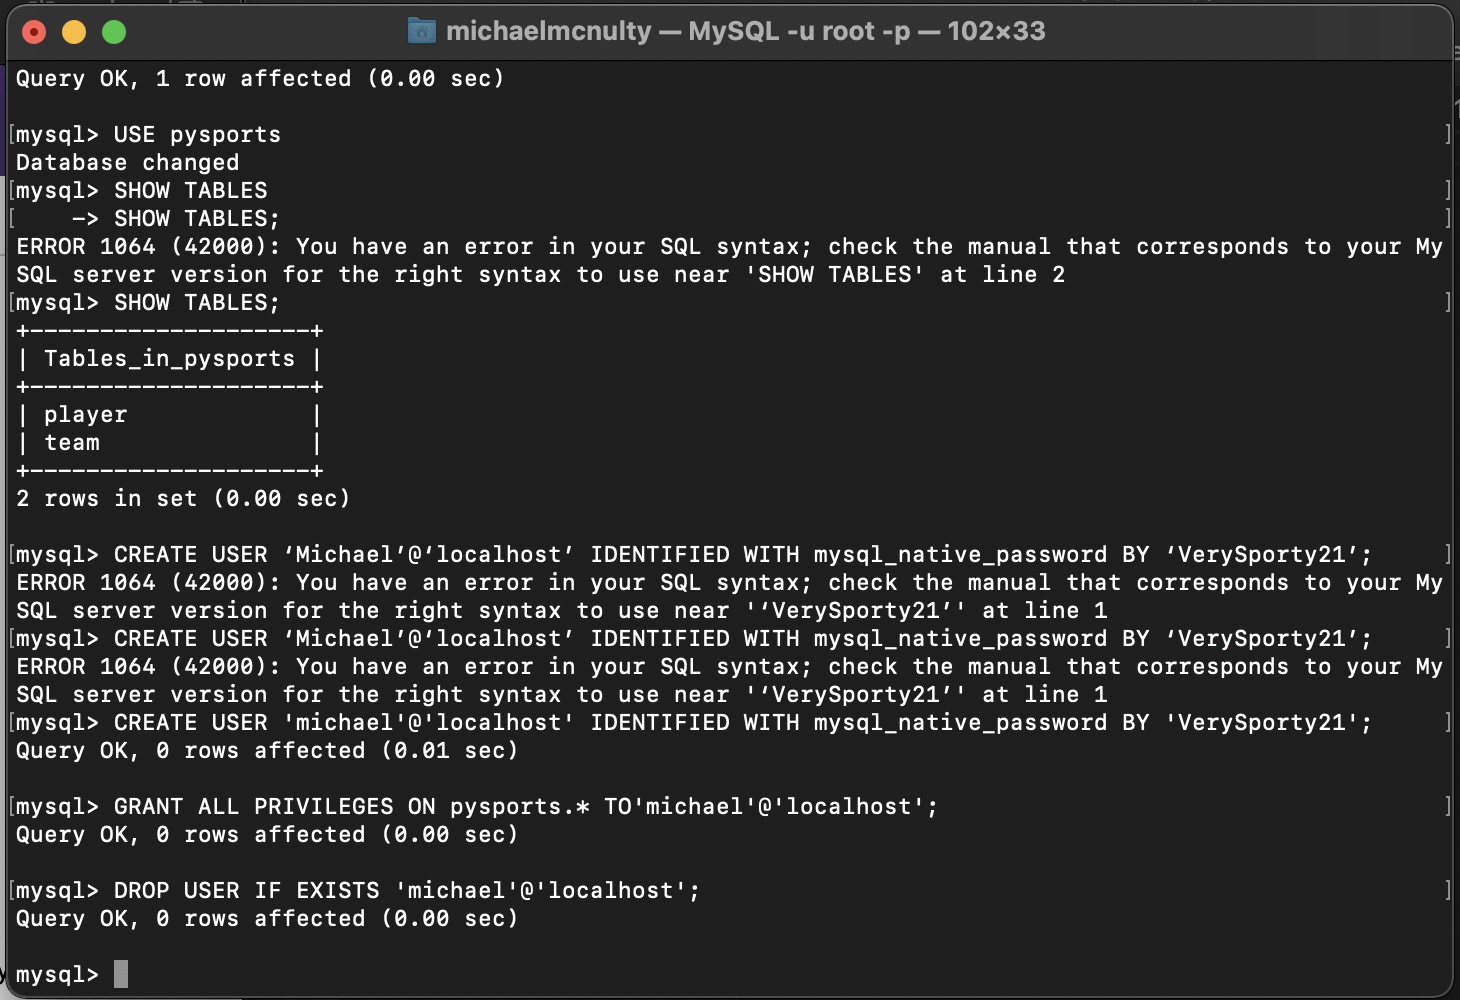 michaelmcnulty — MySQL -u root -p — 102×33
Query OK, 1 row affected (0.00 sec)
[mysql> USE pysports ]
Database changed
[mysql> SHOW TABLES ]
[    -> SHOW TABLES; ]
ERROR 1064 (42000): You have an error in your SQL syntax; check the manual that corresponds to your My
SQL server version for the right syntax to use near 'SHOW TABLES' at line 2
[mysql> SHOW TABLES; ]
+--------------------+
| Tables_in_pysports |
+--------------------+
| player             |
| team               |
+--------------------+
2 rows in set (0.00 sec)
[mysql> CREATE USER ‘Michael’@‘localhost’ IDENTIFIED WITH mysql_native_password BY ‘VerySporty21’; ]
ERROR 1064 (42000): You have an error in your SQL syntax; check the manual that corresponds to your My
SQL server version for the right syntax to use near '‘VerySporty21’' at line 1
[mysql> CREATE USER ‘Michael’@‘localhost’ IDENTIFIED WITH mysql_native_password BY ‘VerySporty21’; ]
ERROR 1064 (42000): You have an error in your SQL syntax; check the manual that corresponds to your My
SQL server version for the right syntax to use near '‘VerySporty21’' at line 1
[mysql> CREATE USER 'michael'@'localhost' IDENTIFIED WITH mysql_native_password BY 'VerySporty21'; ]
Query OK, 0 rows affected (0.01 sec)
[mysql> GRANT ALL PRIVILEGES ON pysports.* TO'michael'@'localhost'; ]
Query OK, 0 rows affected (0.00 sec)
[mysql> DROP USER IF EXISTS 'michael'@'localhost'; ]
Query OK, 0 rows affected (0.00 sec)
mysql>